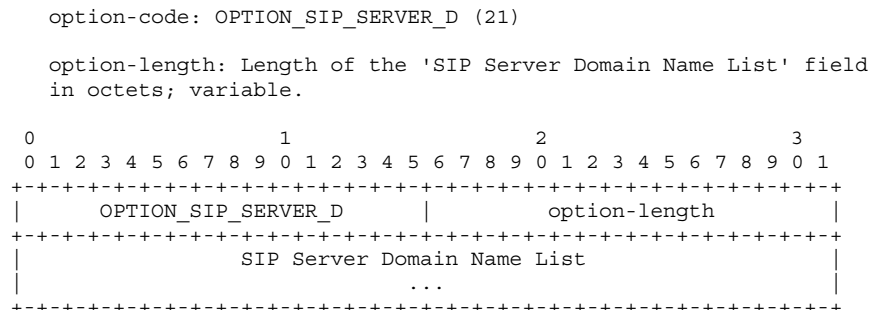 option-code: OPTION_SIP_SERVER_D (21)
option-length: Length of the 'SIP Server Domain Name List' field
in octets; variable.
0                   1                   2                   3
0 1 2 3 4 5 6 7 8 9 0 1 2 3 4 5 6 7 8 9 0 1 2 3 4 5 6 7 8 9 0 1
+-+-+-+-+-+-+-+-+-+-+-+-+-+-+-+-+-+-+-+-+-+-+-+-+-+-+-+-+-+-+-+-+
|      OPTION_SIP_SERVER_D      |         option-length         |
+-+-+-+-+-+-+-+-+-+-+-+-+-+-+-+-+-+-+-+-+-+-+-+-+-+-+-+-+-+-+-+-+
|                 SIP Server Domain Name List                   |
|                              ...                              |
+-+-+-+-+-+-+-+-+-+-+-+-+-+-+-+-+-+-+-+-+-+-+-+-+-+-+-+-+-+-+-+-+